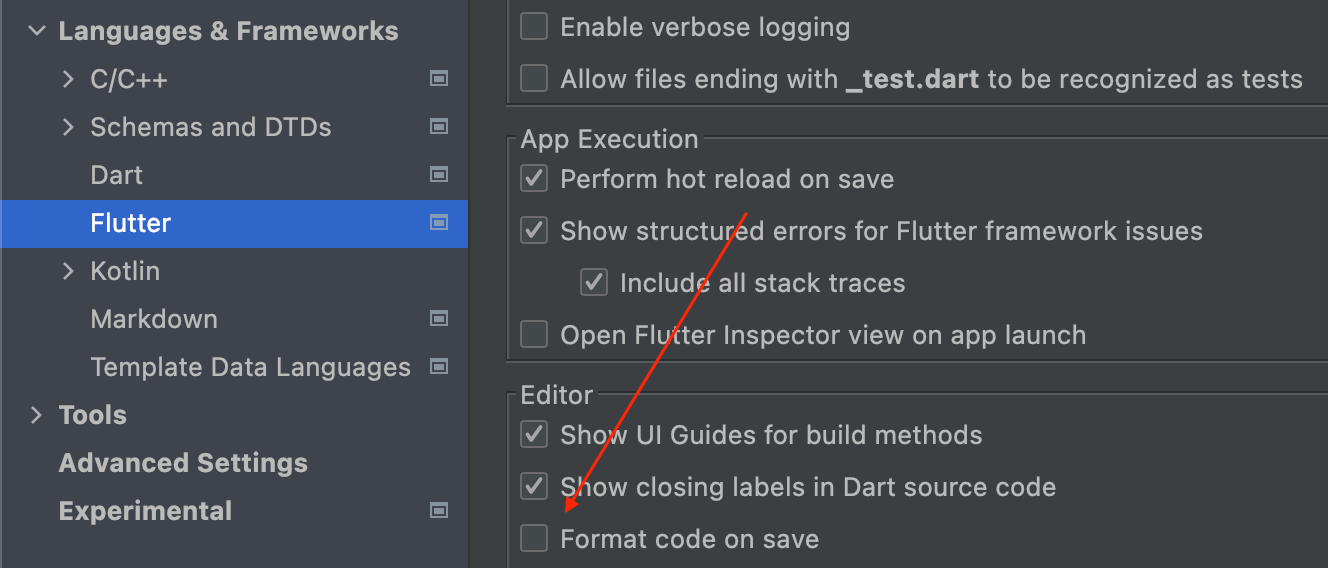 Languages & Frameworks
C/C++
Schemas and DTDs
Dart
Flutter
Kotlin
Markdown
Template Data Languages
Tools
Advanced Settings
Experimental
Enable verbose logging
Allow files ending with _test.dart to be recognized as tests
App Execution
Perform hot reload on save
Show structured errors for Flutter framework issues
Include all stack traces
Open Flutter Inspector view on app launch
Editor
Show UI Guides for build methods
Show closing labels in Dart source code
Format code on save